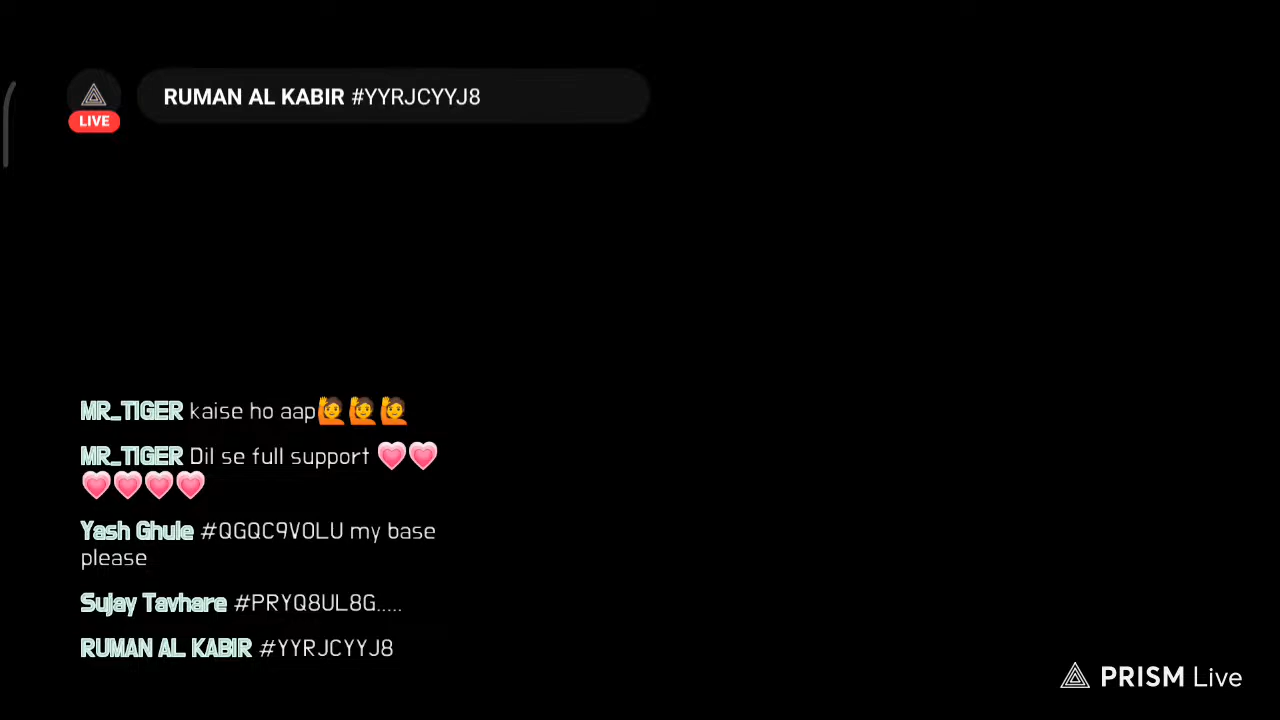 RUMAN AL KABIR #YYRJCYYJ8
LIVE
MR_TIGER kaise ho aap🙋🙋🙋
MR_TIGER Dil se full support 💗💗
💗💗💗💗
Yash Ghule #QGQC9V0LU my base
please
Sujay Tavhare #PRYQ8UL8G.....
RUMAN AL KABIR #YYRJCYYJ8
PRISM Live